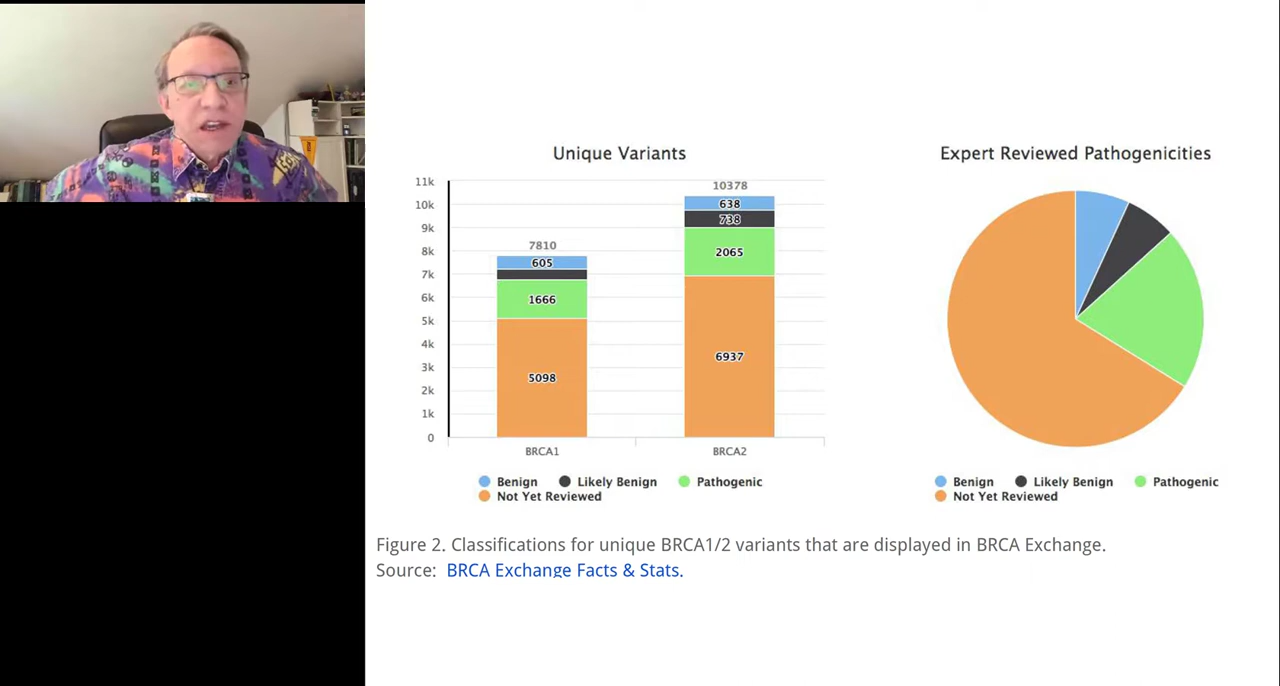 Unique Variants
11k
10k
9k
8k
7k
6k
5k
4k
3k
2k
1k
0
7810
605
1666
5098
10378
638
738
2065
6937
BRCA1
BRCA2
Benign Likely Benign Pathogenic
Not Yet Reviewed
Expert Reviewed Pathogenicities
Benign Likely Benign Pathogenic
Not Yet Reviewed
Figure 2. Classifications for unique BRCA1/2 variants that are displayed in BRCA Exchange.
Source: BRCA Exchange Facts & Stats.